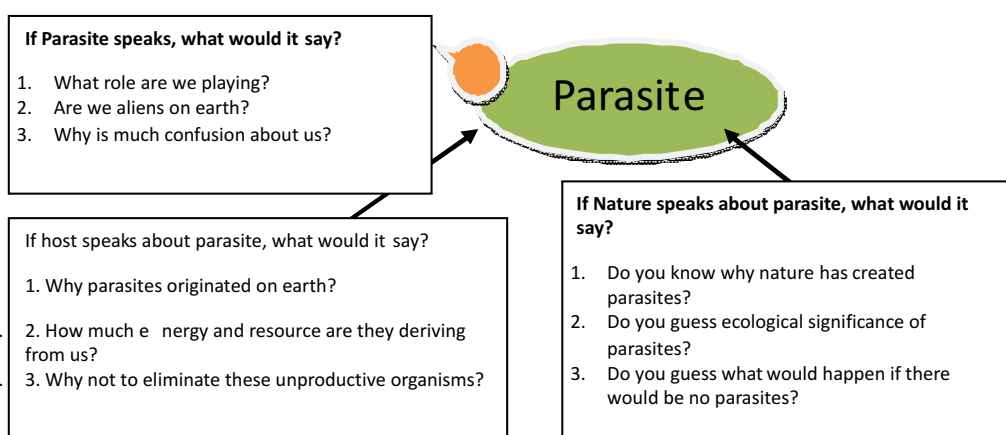 If Parasite speaks, what would it say?
1. What role are we playing?
2. Are we aliens on earth?
3. Why is much confusion about us?
Parasite
If host speaks about parasite, what would it say?
1. Why parasites originated on earth?
2. How much e nergy and resource are they deriving
from us?
3. Why not to eliminate these unproductive organisms?
If Nature speaks about parasite, what would it
say?
1. Do you know why nature has created
parasites?
2. Do you guess ecological significance of
parasites?
3. Do you guess what would happen if there
would be no parasites?